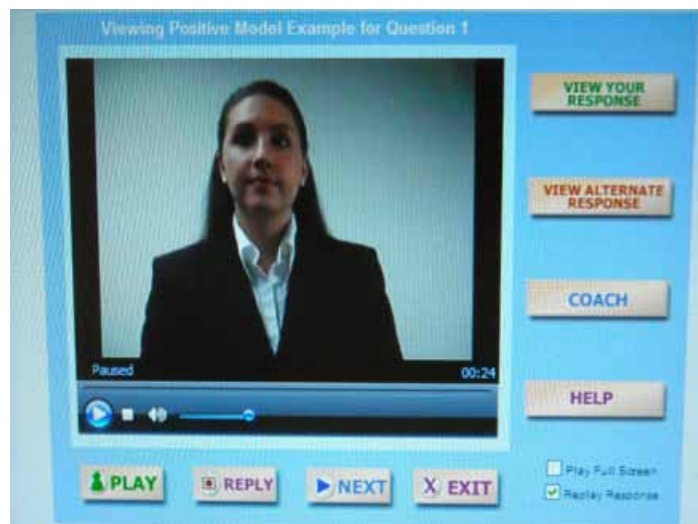 Viewing Positive Model Example for Question 1
VIEW YOUR
RESPONSE
VIEW ALTERNATE
RESPONSE
COACH
Paused
00:24
HELP
PLAY
REPLY
NEXT
X EXIT
Play Full Screen
Replay Response